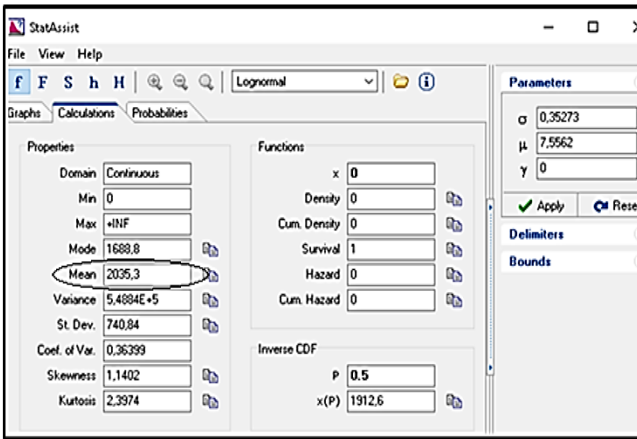 StatAssist
File View Help
f F S h H Lognormal
Graphs Calculations Probabilities
Properties
Domain Continuous
Min 0
Max +INF
Mode 1688,8
Mean 2035,3
Variance 5,4884E+5
St. Dev. 740,84
Coef. of Var. 0,36399
Skewness 1,1402
Kurtosis 2,3974
Functions
x 0
Density 0
Cum. Density 0
Survival 1
Hazard 0
Cum. Hazard 0
Inverse CDF
P 0.5
x(P) 1912,6
Parameters
σ 0,35273
μ 7,5562
γ 0
Apply Rese
Delimiters
Bounds